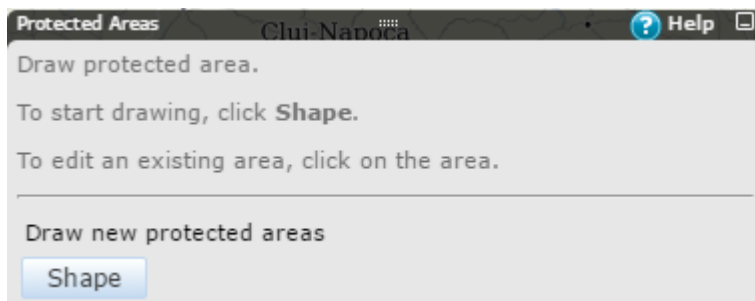 Protected Areas
Cluj-Napoca
Help
Draw protected area.
To start drawing, click Shape.
To edit an existing area, click on the area.
Draw new protected areas
Shape